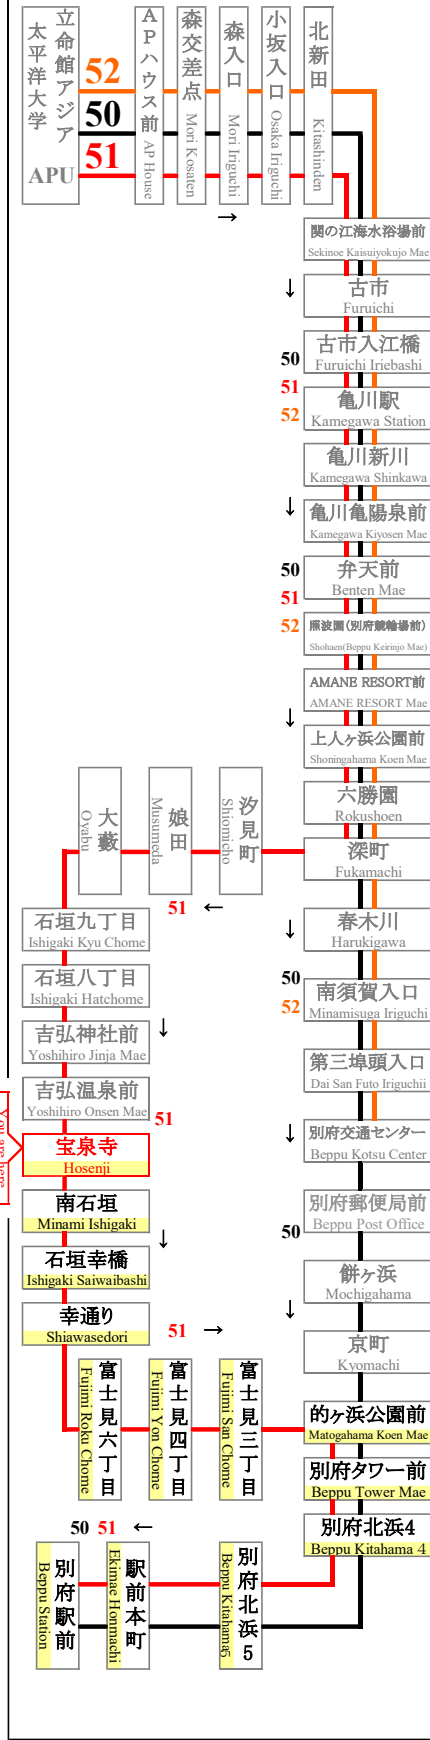 立命館アジア
太平洋大学
APU
52
50
51
APハウス前
AP House
森交差点
Mori Kosaten
森入口
Mori Iriguchi
小坂入口
Osaka Iriguchi
北新田
Kitashinden
→
関の江海水浴場前
Sekinoe Kaisuiyokujo Mae
↓
古市
Furuichi
古市入江橋
Furuichi Iriebashi
50
51
52
亀川駅
Kamegawa Station
亀川新川
Kamegawa Shinkawa
↓
亀川亀陽泉前
Kamegawa Kiyosen Mae
50
51
52
弁天前
Benten Mae
照波園(別府競輪場前)
Shohaen(Beppu Keirinjo Mae)
AMANE RESORT前
AMANE RESORT Mae
↓
上人ヶ浜公園前
Shoningahama Koen Mae
六勝園
Rokushoen
深町
Fukamachi
汐見町
Shiomicho
娘田
Musumeda
大藪
Oyabu
51 ←
石垣九丁目
Ishigaki Kyu Chome
石垣八丁目
Ishigaki Hatchome
吉弘神社前
Yoshihiro Jinja Mae
↓
吉弘温泉前
Yoshihiro Onsen Mae
51
You are here
宝泉寺
Hosenji
南石垣
Minami Ishigaki
↓
石垣幸橋
Ishigaki Saiwaibashi
幸通り
Shiawasedori
51 →
富士見六丁目
Fujimi Roku Chome
富士見四丁目
Fujimi Yon Chome
富士見三丁目
Fujimi San Chome
↓
春木川
Harukigawa
50
52
南須賀入口
Minamisuga Iriguchi
第三埠頭入口
Dai San Futo Iriguchii
↓
別府交通センター
Beppu Kotsu Center
別府郵便局前
Beppu Post Office
50
餅ヶ浜
Mochigahama
↓
京町
Kyomachi
的ヶ浜公園前
Matogahama Koen Mae
別府タワー前
Beppu Tower Mae
別府北浜4
Beppu Kitahama 4
50 51 ←
別府北浜5
Beppu Kitahama5
駅前本町
Ekimae Honmachi
別府駅前
Beppu Station